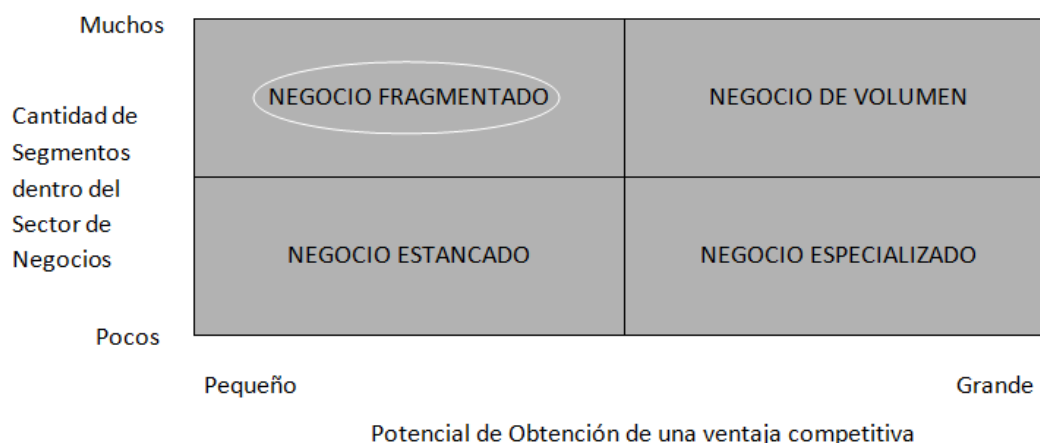 Muchos
NEGOCIO FRAGMENTADO
NEGOCIO DE VOLUMEN
Cantidad de
Segmentos
dentro del
Sector de
Negocios
NEGOCIO ESTANCADO
NEGOCIO ESPECIALIZADO
Pocos
Pequeño
Grande
Potencial de Obtención de una ventaja competitiva